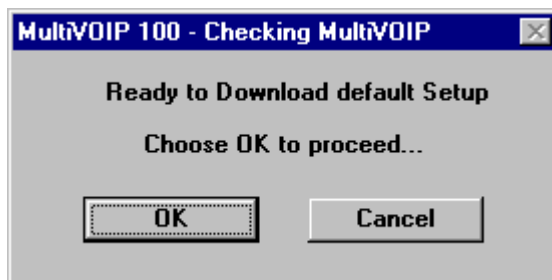 MultiVOIP 100 - Checking MultiVOIP
Ready to Download default Setup
Choose OK to proceed...
OK
Cancel